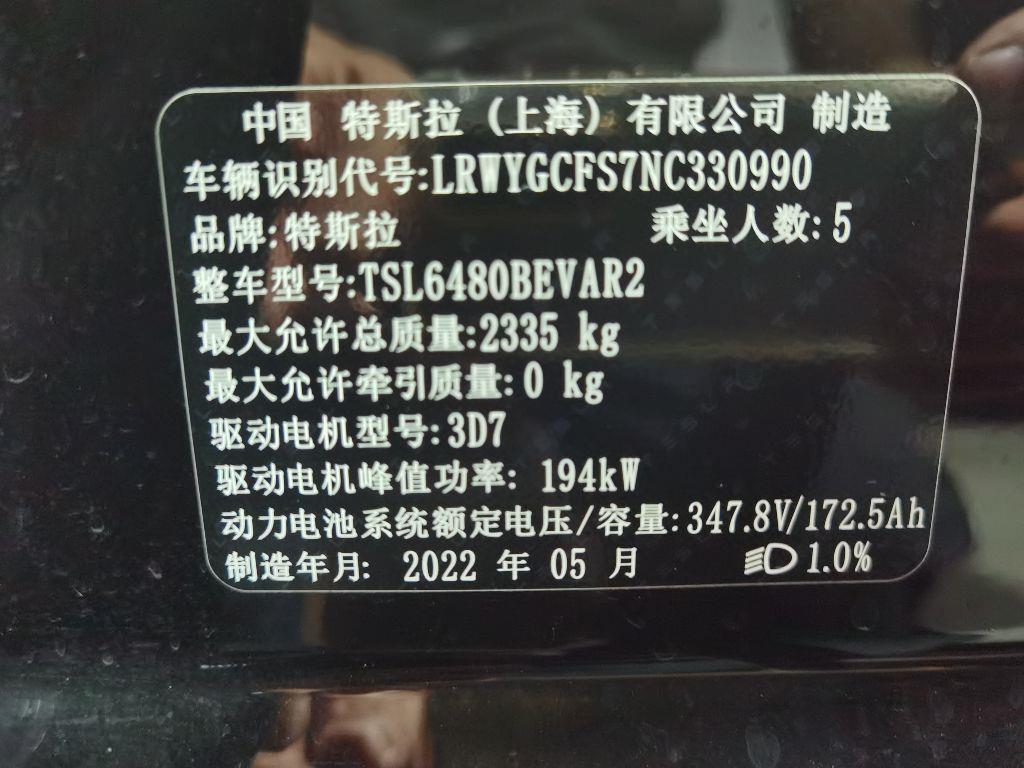 中国 特斯拉 (上海) 有限公司 制造
车辆识别代号:LRWYGCFS7NC330990
品牌:特斯拉 乘坐人数:5
整车型号:TSL6480BEVAR2
最大允许总质量:2335 kg
最大允许牵引质量:0 kg
驱动电机型号:3D7
驱动电机峰值功率: 194kW
动力电池系统额定电压/容量:347.8V/172.5Ah
制造年月: 2022 年 05 月 1.0%